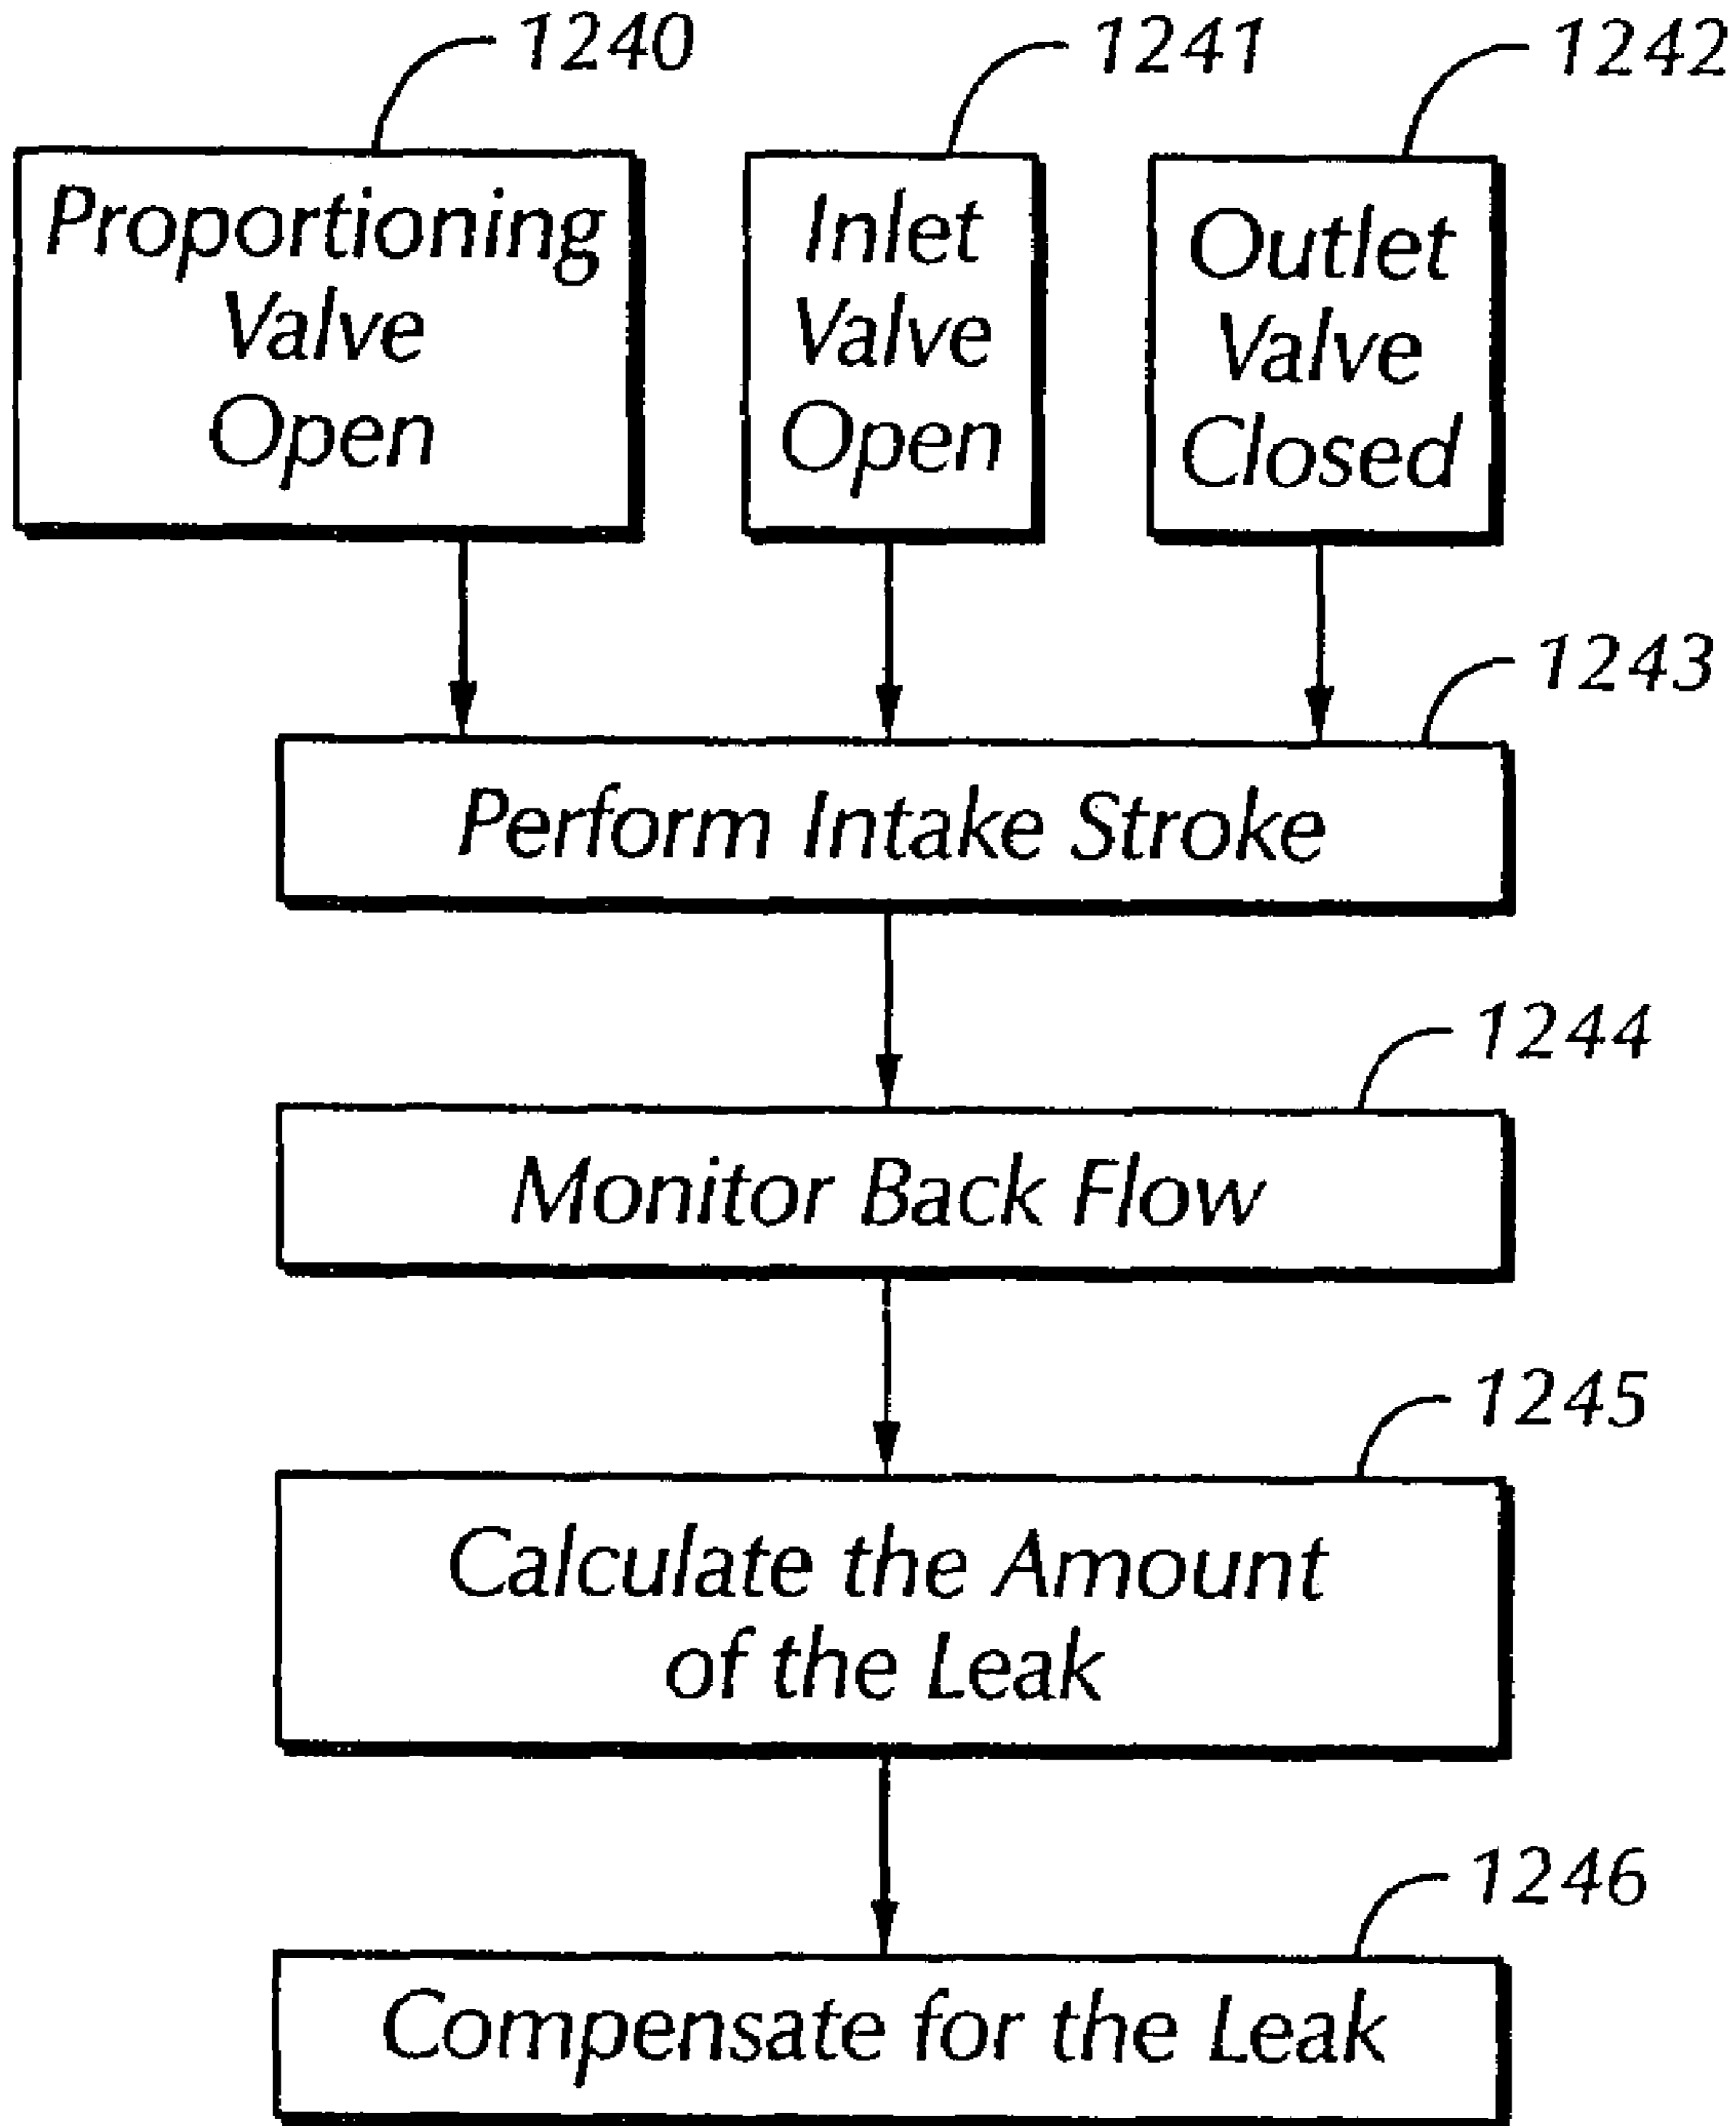 1240
1241
1242
Proportioning
Valve
Open
Inlet
Valve
Open
Outlet
Valve
Closed
1243
Perform Intake Stroke
1244
Monitor Back Flow
1245
Calculate the Amount
of the Leak
1246
Compensate for the Leak